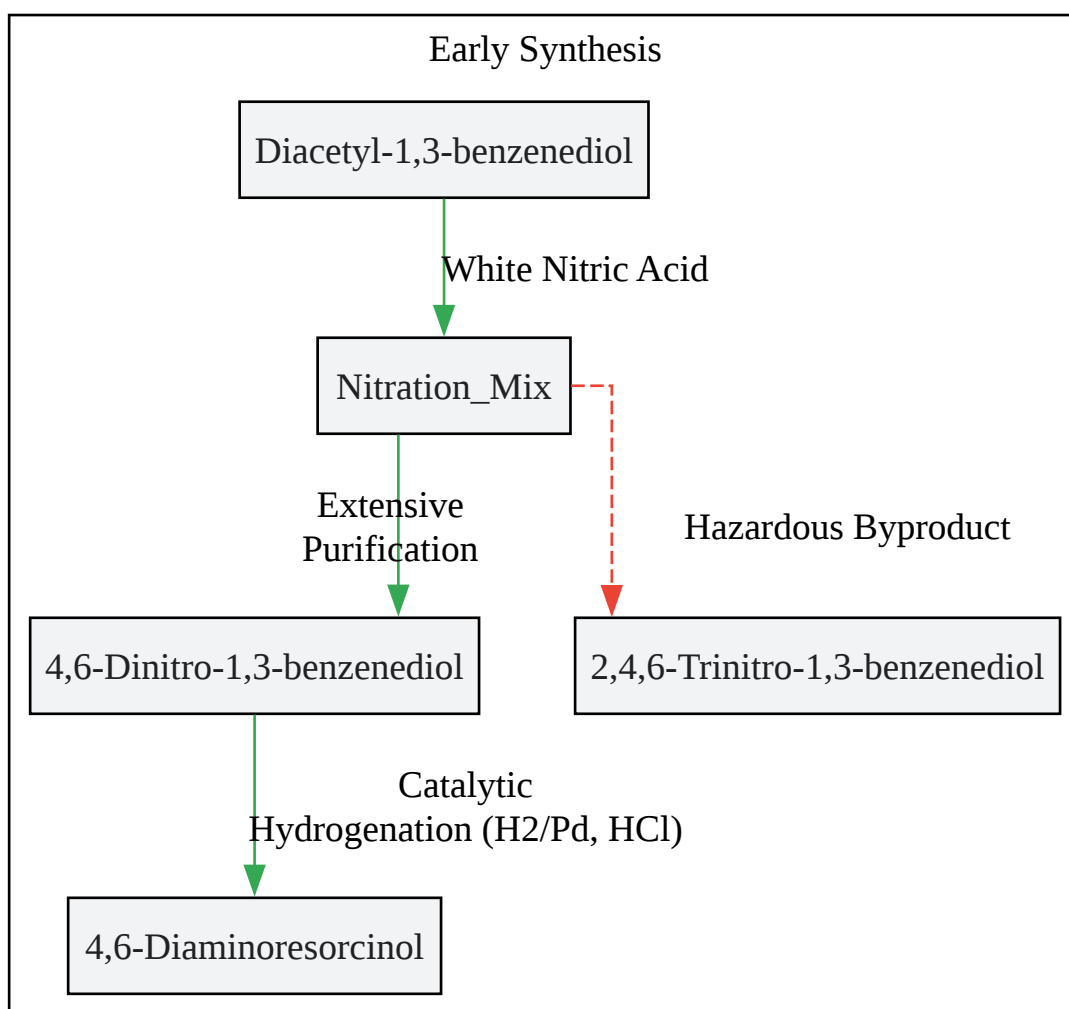 Early Synthesis
Diacetyl-1,3-benzenediol
White Nitric Acid
Nitration_Mix
Extensive
Purification
Hazardous Byproduct
4,6-Dinitro-1,3-benzenediol
2,4,6-Trinitro-1,3-benzenediol
Catalytic
Hydrogenation (H2/Pd, HCl)
4,6-Diaminoresorcinol